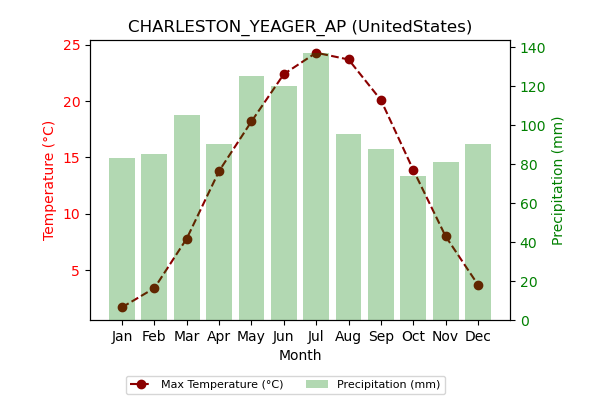 CHARLESTON_YEAGER_AP (UnitedStates)
25
20
15
10
5
Temperature (°C)
140
120
100
80
60
40
20
0
Precipitation (mm)
Jan Feb Mar Apr May Jun Jul Aug Sep Oct Nov Dec
Month
Max Temperature (°C) Precipitation (mm)